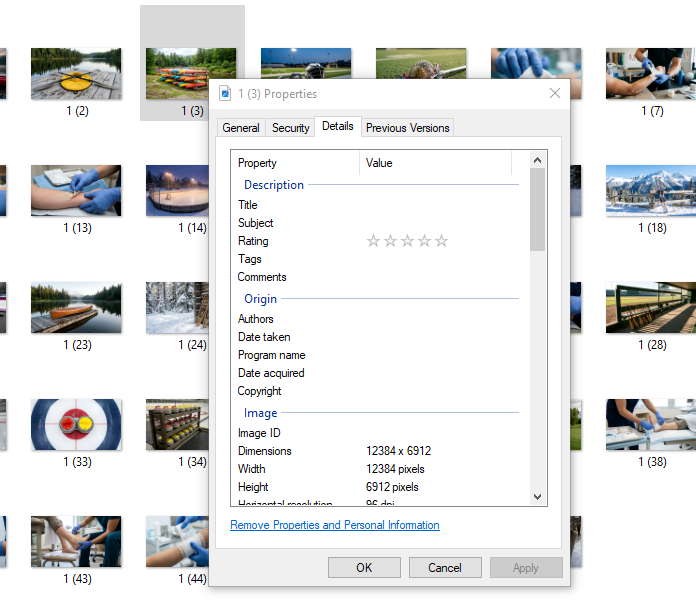 1 (2)
1 (3)
1 (7)
1 (3) Properties
General
Security
Details
Previous Versions
Property Value
Description
Title
Subject
Rating
Tags
Comments
Origin
Authors
Date taken
Program name
Date acquired
Copyright
Image
Image ID
Dimensions 12384 x 6912
Width 12384 pixels
Height 6912 pixels
Horizontal resolution 96 dpi
Remove Properties and Personal Information
OK
Cancel
Apply
1 (13)
1 (14)
1 (18)
1 (23)
1 (24)
1 (28)
1 (33)
1 (34)
1 (38)
1 (43)
1 (44)